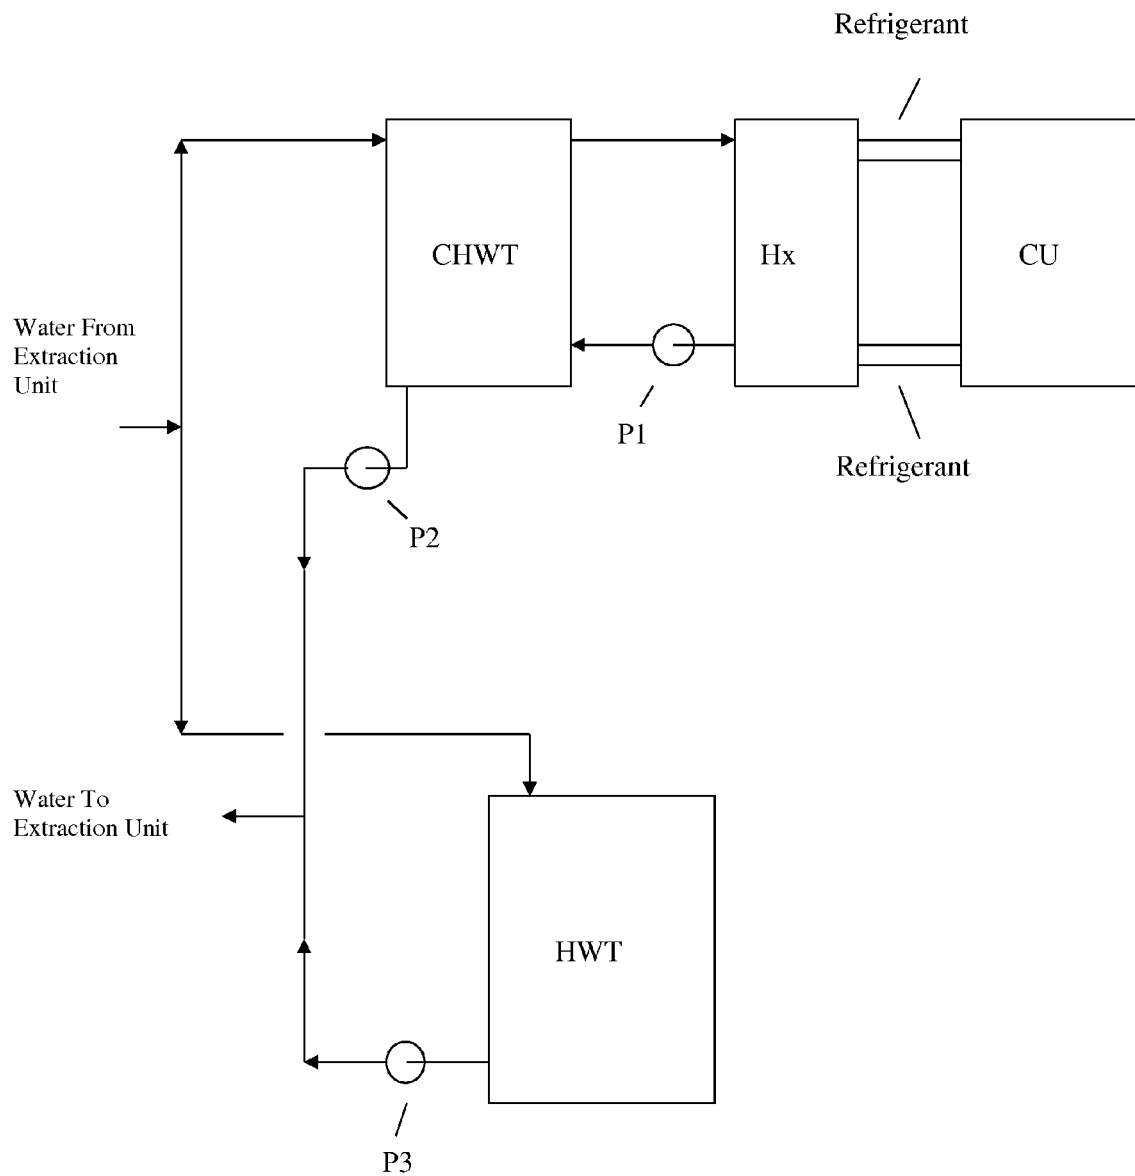 Refrigerant
CHWT
Hx
CU
Water From
Extraction
Unit
P1
Refrigerant
P2
Water To
Extraction Unit
HWT
P3